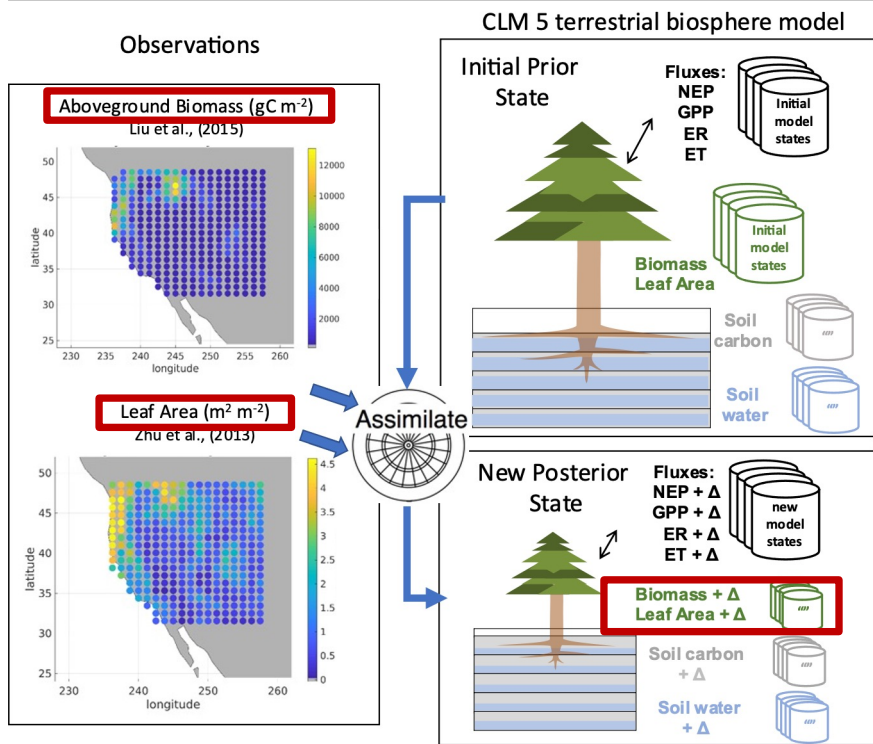 CLM 5 terrestrial biosphere model
Observations
Aboveground Biomass (gC m⁻²)
Liu et al., (2015)
50
45
40
35
30
25
latitude
230
235
240
245
250
255
260
longitude
12000
10000
8000
6000
4000
2000
Leaf Area (m² m⁻²)
Zhu et al., (2013)
50
45
40
35
30
25
latitude
230
240
250
260
longitude
4.5
4
3.5
3
2.5
2
1.5
1
0.5
0
Assimilate
Initial Prior
State
Fluxes:
NEP
GPP
ER
ET
Initial
model
states
Biomass
Leaf Area
Initial
model
states
Soil
carbon
""
Soil
water
""
New Posterior
State
Fluxes:
NEP + Δ
GPP + Δ
ER + Δ
ET + Δ
new
model
states
Biomass + Δ
Leaf Area + Δ
""
Soil carbon
+ Δ
""
Soil water
+ Δ
""